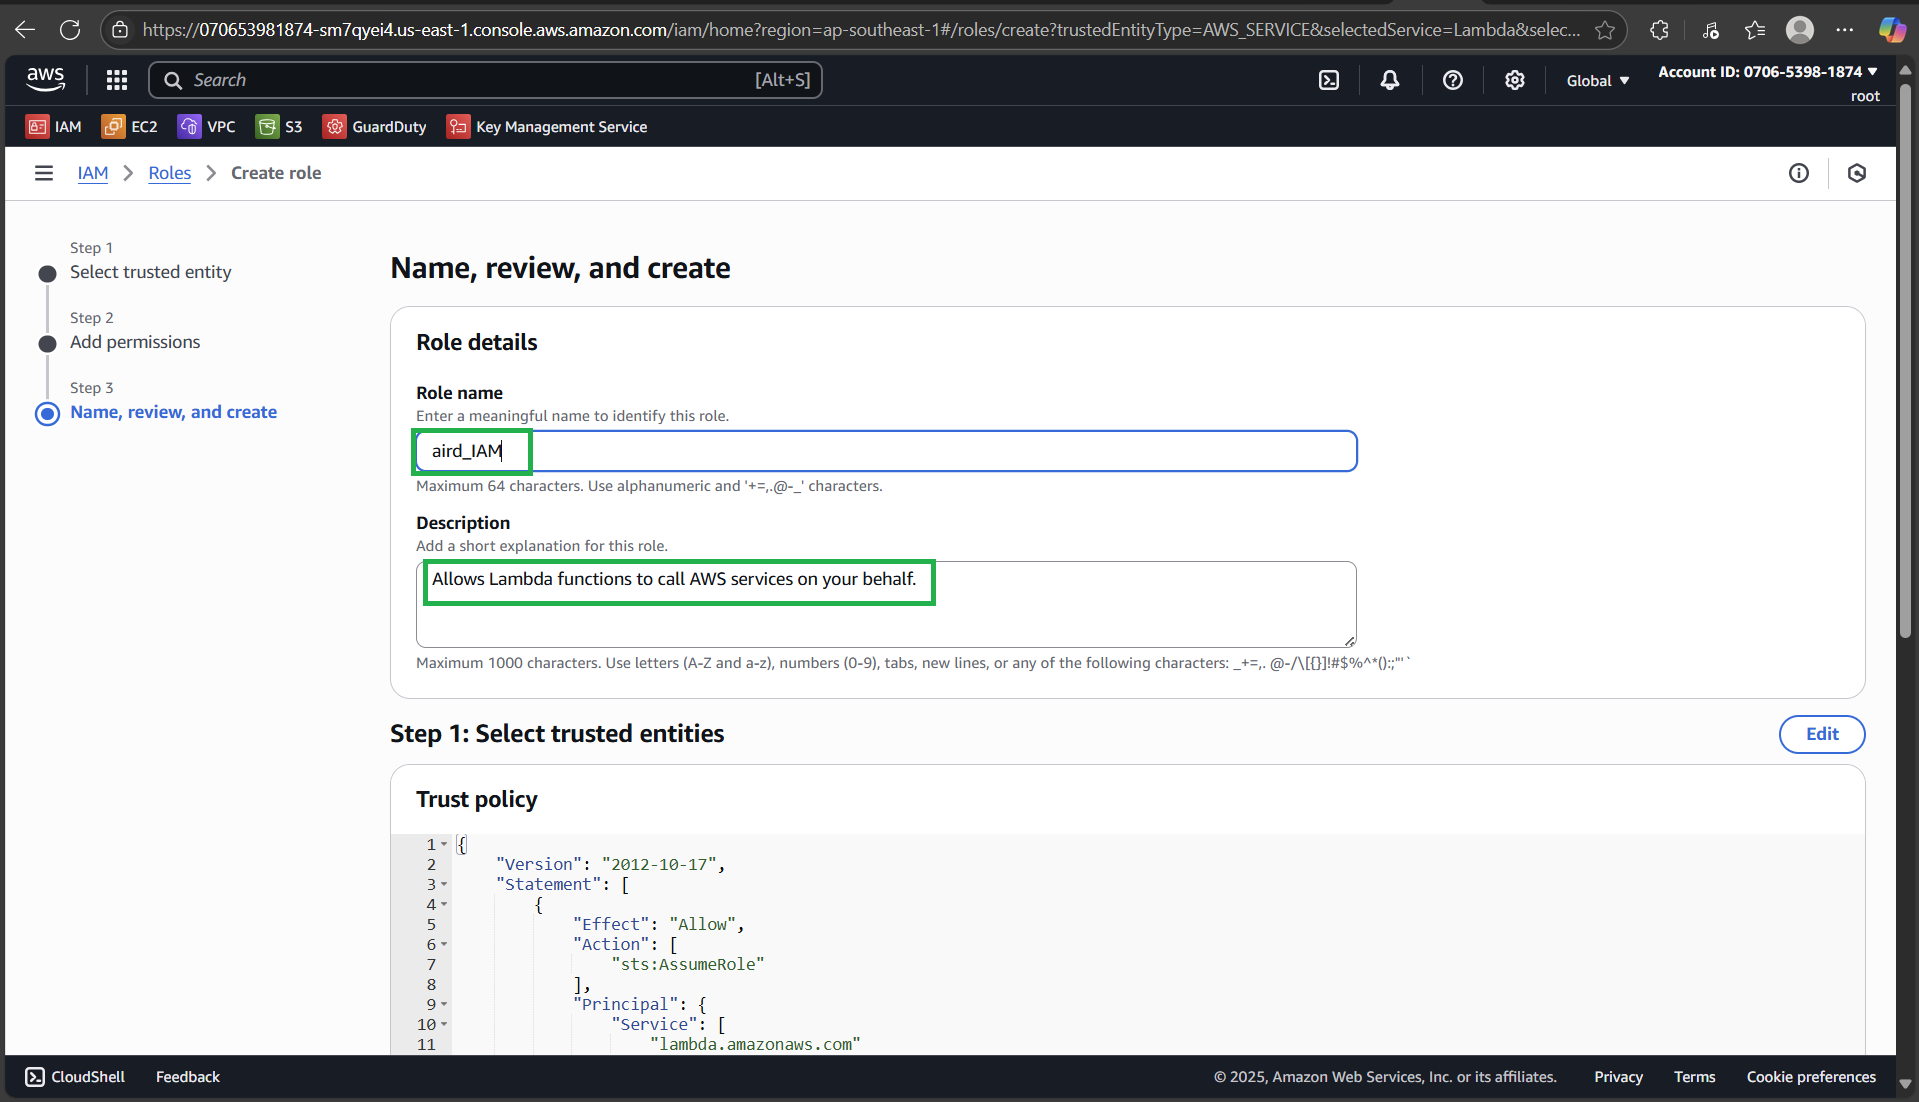 https://070653981874-sm7qyei4.us-east-1.console.aws.amazon.com/iam/home?region=ap-southeast-1#/roles/create?trustedEntityType=AWS_SERVICE&selectedService=Lambda&selec...
aws
Search [Alt+S]
Global
Account ID: 0706-5398-1874
root
IAM EC2 VPC S3 GuardDuty Key Management Service
IAM Roles Create role
Step 1
Select trusted entity
Step 2
Add permissions
Step 3
Name, review, and create
Name, review, and create
Role details
Role name
Enter a meaningful name to identify this role.
aird_IAM
Maximum 64 characters. Use alphanumeric and '+=,.@-_' characters.
Description
Add a short explanation for this role.
Allows Lambda functions to call AWS services on your behalf.
Maximum 1000 characters. Use letters (A-Z and a-z), numbers (0-9), tabs, new lines, or any of the following characters: _+=,. @-/\[{}]!#$%^*();:"'`
Step 1: Select trusted entities
Edit
Trust policy
1 {
2 "Version": "2012-10-17",
3 "Statement": [
4 {
5 "Effect": "Allow",
6 "Action": [
7 "sts:AssumeRole"
8 ],
9 "Principal": {
10 "Service": [
11 "lambda.amazonaws.com"
CloudShell Feedback © 2025, Amazon Web Services, Inc. or its affiliates. Privacy Terms Cookie preferences